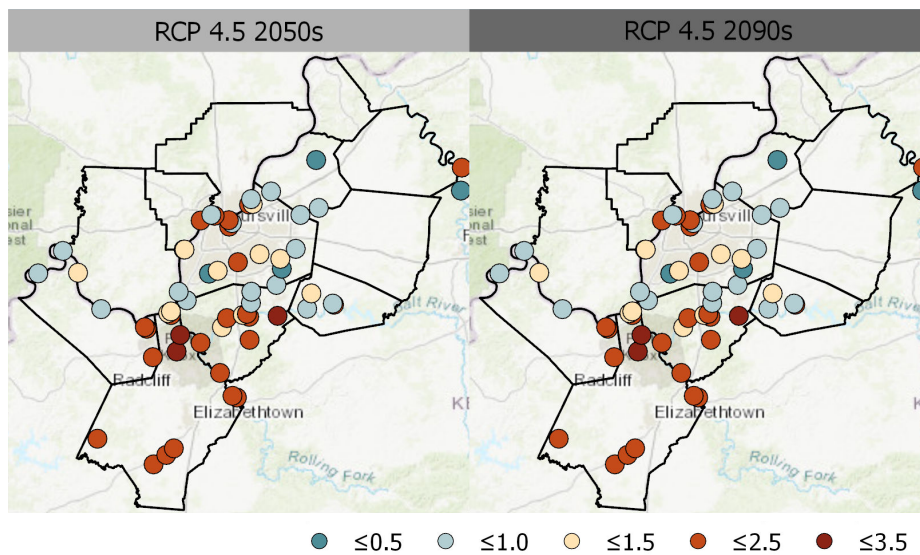 RCP 4.5 2050s
RCP 4.5 2090s
Salt River
Radcliff
Radcliff
Elizabethtown
Elizabethtown
Rolling Fork
Rolling Fork
≤0.5 ≤1.0 ≤1.5 ≤2.5 ≤3.5